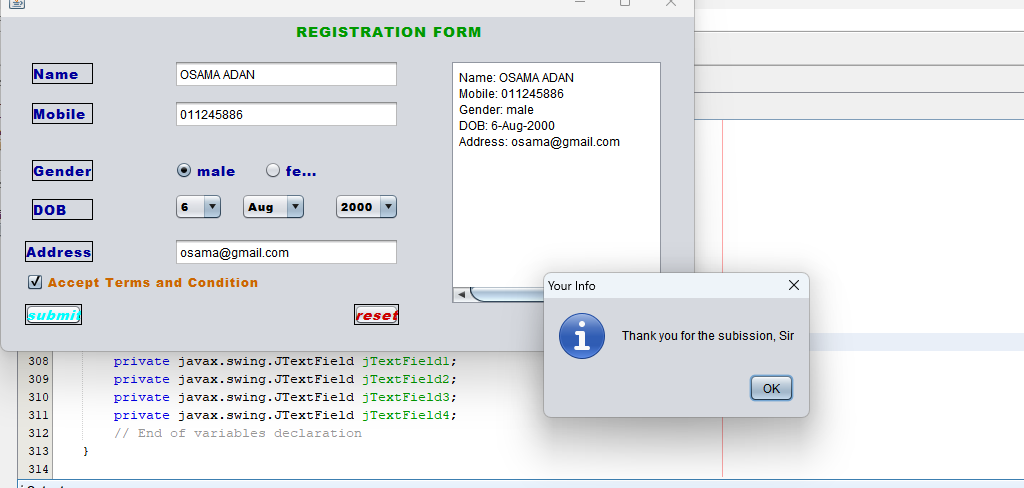 REGISTRATION FORM
Name
OSAMA ADAN
Mobile
011245886
Gender
male
fe...
DOB
6
Aug
2000
Address
osama@gmail.com
Accept Terms and Condition
submit
reset
Name: OSAMA ADAN
Mobile: 011245886
Gender: male
DOB: 6-Aug-2000
Address: osama@gmail.com
Your Info
Thank you for the subission, Sir
OK
308 private javax.swing.JTextField jTextField1;
309 private javax.swing.JTextField jTextField2;
310 private javax.swing.JTextField jTextField3;
311 private javax.swing.JTextField jTextField4;
312 // End of variables declaration
313 }
314